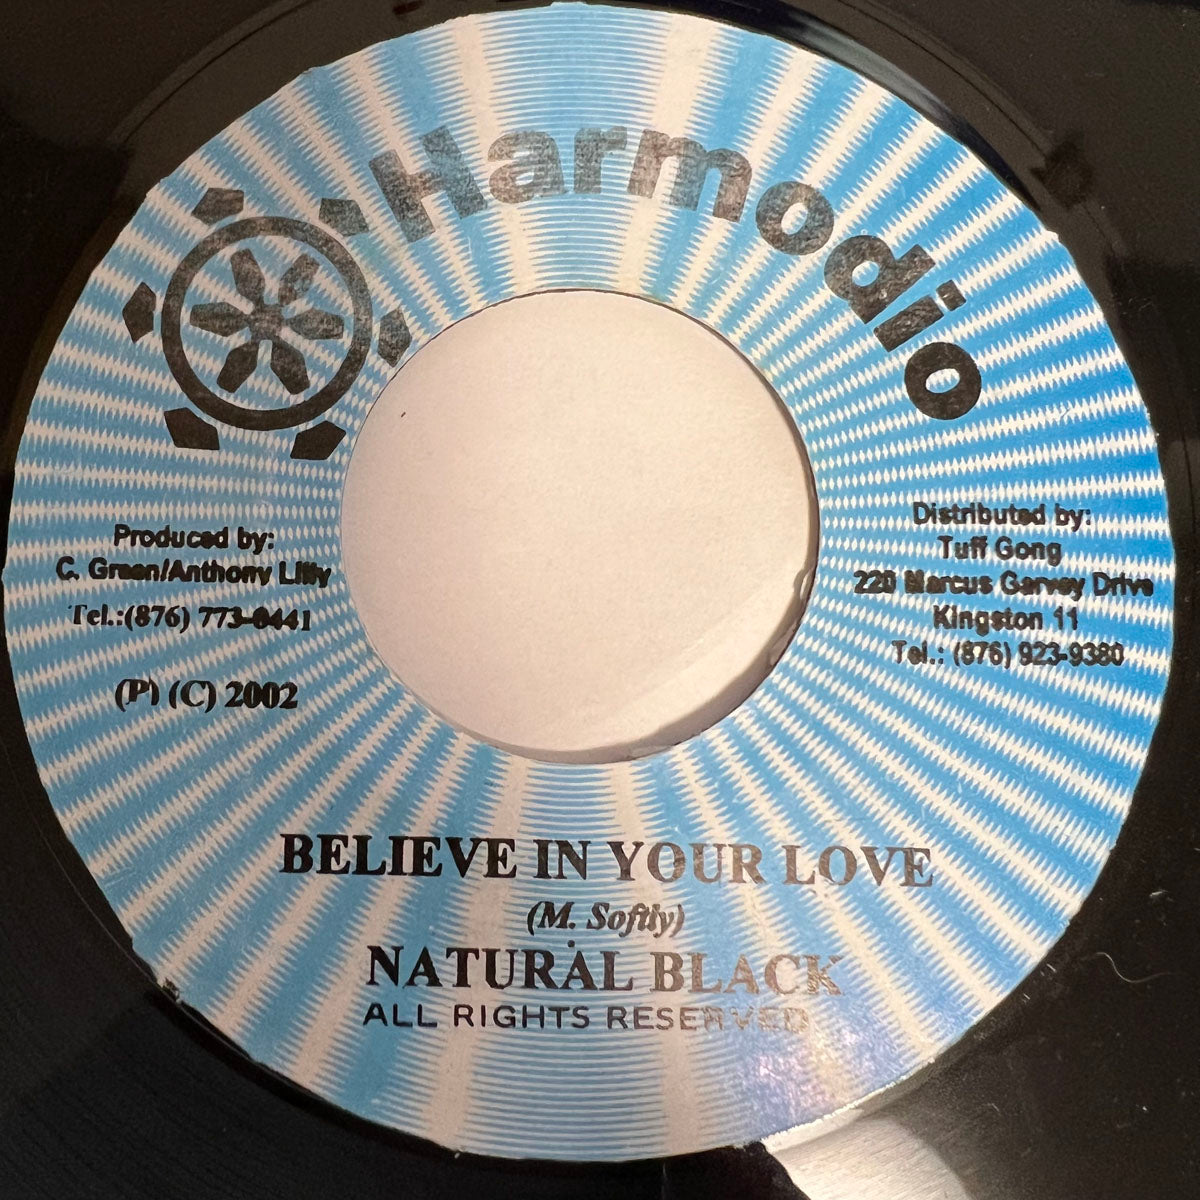 Harmodio
Produced by:
C. Green/Anthony Lilly
Tel.:(876) 773-0441
(P) (C) 2002
Distributed by:
Tuff Gong
220 Marcus Garvey Drive
Kingston 11
Tel.: (876) 923-9380
BELIEVE IN YOUR LOVE
(M. Softly)
NATURAL BLACK
ALL RIGHTS RESERVED